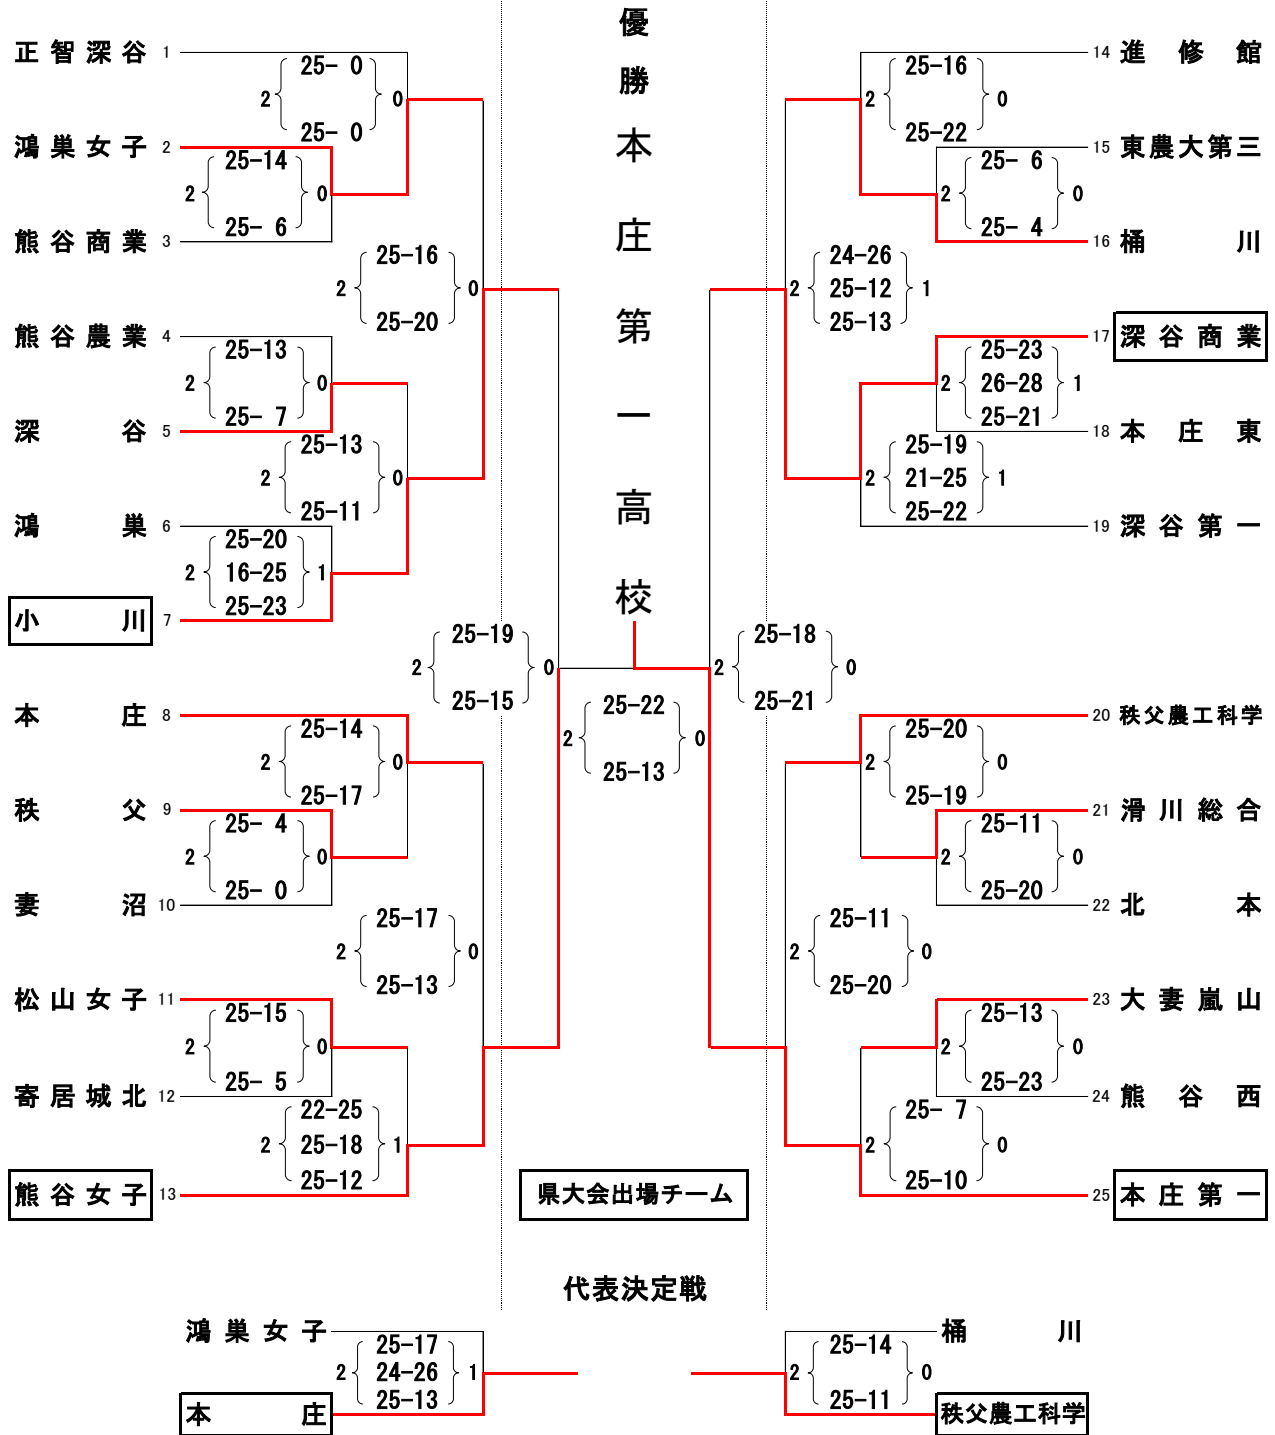 優勝
本庄第一高校
正智深谷 1
25- 0
2 0
25- 0
鴻巣女子 2
25-14
2 0
25- 6
熊谷商業 3
25-16
2 0
25-20
熊谷農業 4
25-13
2 0
25- 7
深谷 5
25-13
2 0
25-11
鴻巣 6
25-20
2 16-25 1
25-23
小川 7
25-19
2 0
25-15
本庄 8
25-14
2 0
25-17
秩父 9
25- 4
2 0
25- 0
妻沼 10
25-17
2 0
25-13
松山女子 11
25-15
2 0
25- 5
寄居城北 12
22-25
2 25-18 1
25-12
熊谷女子 13
25-22
2 0
25-13
14 進修館
25-16
2 0
25-22
15 東農大第三
25- 6
2 0
25- 4
16 桶川
24-26
2 25-12 1
25-13
17 深谷商業
25-23
2 26-28 1
25-21
18 本庄東
25-19
2 21-25 1
25-22
19 深谷第一
25-18
2 0
25-21
20 秩父農工科学
25-20
2 0
25-19
21 滑川総合
25-11
2 0
25-20
22 北本
25-11
2 0
25-20
23 大妻嵐山
25-13
2 0
25-23
24 熊谷西
25- 7
2 0
25-10
25 本庄第一
県大会出場チーム
代表決定戦
鴻巣女子
25-17
2 24-26 1
25-13
本庄
桶川
25-14
2 0
25-11
秩父農工科学